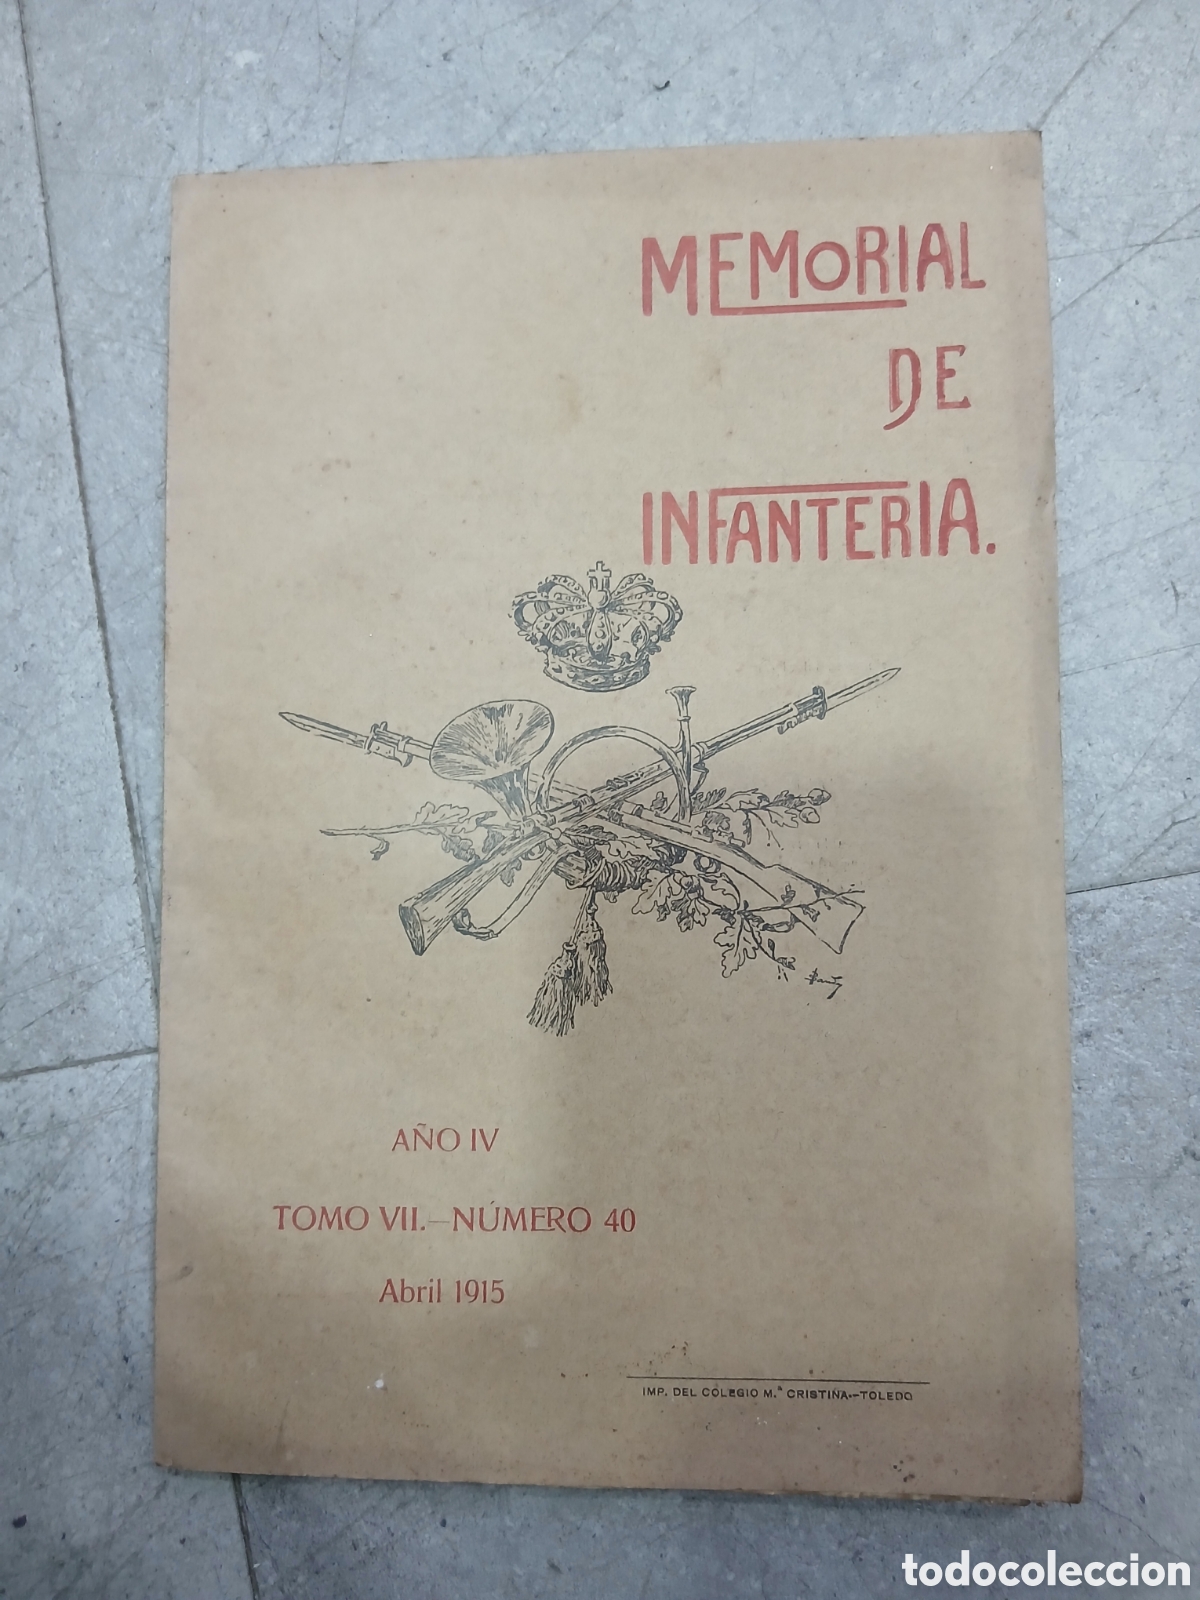 MEMORIAL
DE
INFANTERIA.
AÑO IV
TOMO VII.—NÚMERO 40
Abril 1915
IMP. DEL COLEGIO M.ª CRISTINA.—TOLEDO
todocoleccion